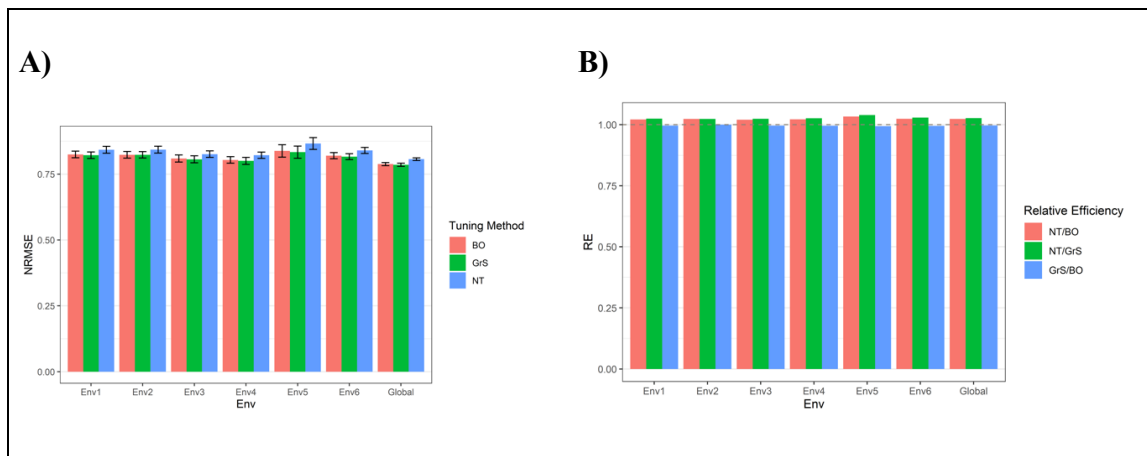 A)
B)
0.75
0.50
0.25
0.00
NRMSE
Env1 Env2 Env3 Env4 Env5 Env6 Global
Env
Tuning Method
BO
GrS
NT
1.00
0.75
0.50
0.25
0.00
RE
Env1 Env2 Env3 Env4 Env5 Env6 Global
Env
Relative Efficiency
NT/BO
NT/GrS
GrS/BO